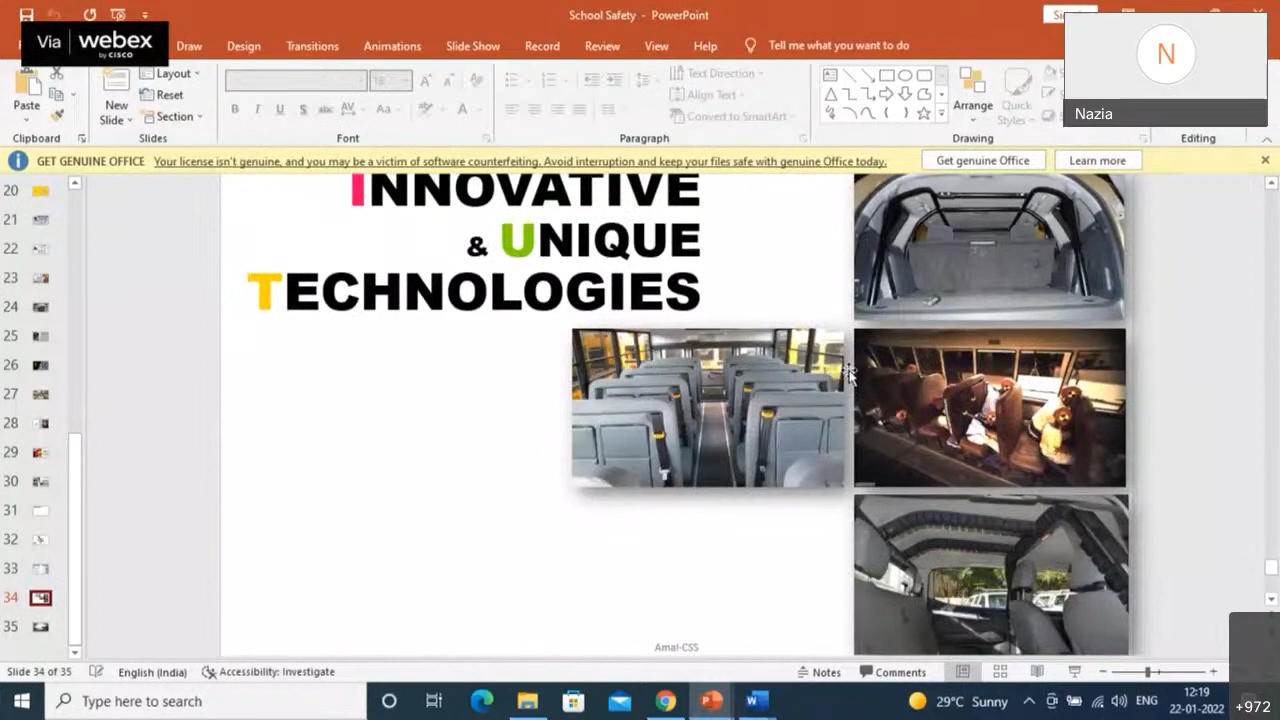 School Safety - PowerPoint
Via webex
by CISCO
Draw Design Transitions Animations Slide Show Record Review View Help Tell me what you want to do
N
Nazia
Paste
New
Slide
Layout
Reset
Section
B I U S abc AV Aa A
Text Direction
Align Text
Convert to SmartArt
Arrange
Quick
Styles
Clipboard Slides Font Paragraph Drawing Editing
GET GENUINE OFFICE Your license isn't genuine, and you may be a victim of software counterfeiting. Avoid interruption and keep your files safe with genuine Office today. Get genuine Office Learn more
20
21
22
23
24
25
26
27
28
29
30
31
32
33
34
35
INNOVATIVE
& UNIQUE
TECHNOLOGIES
Amal-CSS
Slide 34 of 35 English (India) Accessibility: Investigate Notes Comments
Type here to search
29°C Sunny ENG
12:19
22-01-2022
+972